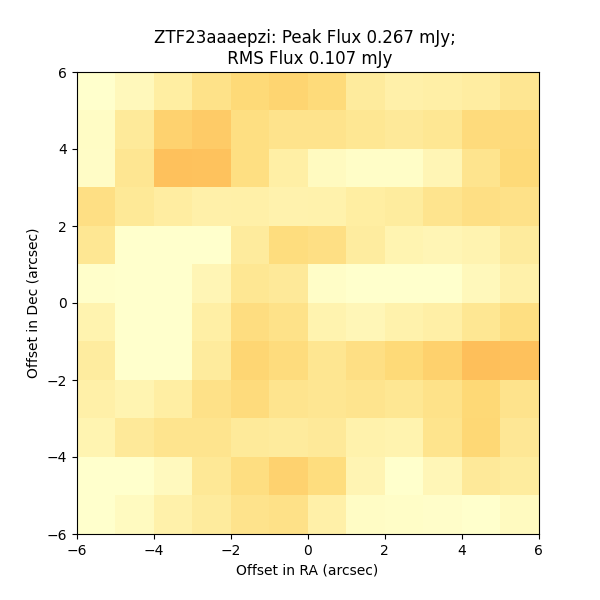 ZTF23aaaepzi: Peak Flux 0.267 mJy;
RMS Flux 0.107 mJy
6
4
2
0
−2
−4
−6
Offset in Dec (arcsec)
−6 −4 −2 0 2 4 6
Offset in RA (arcsec)